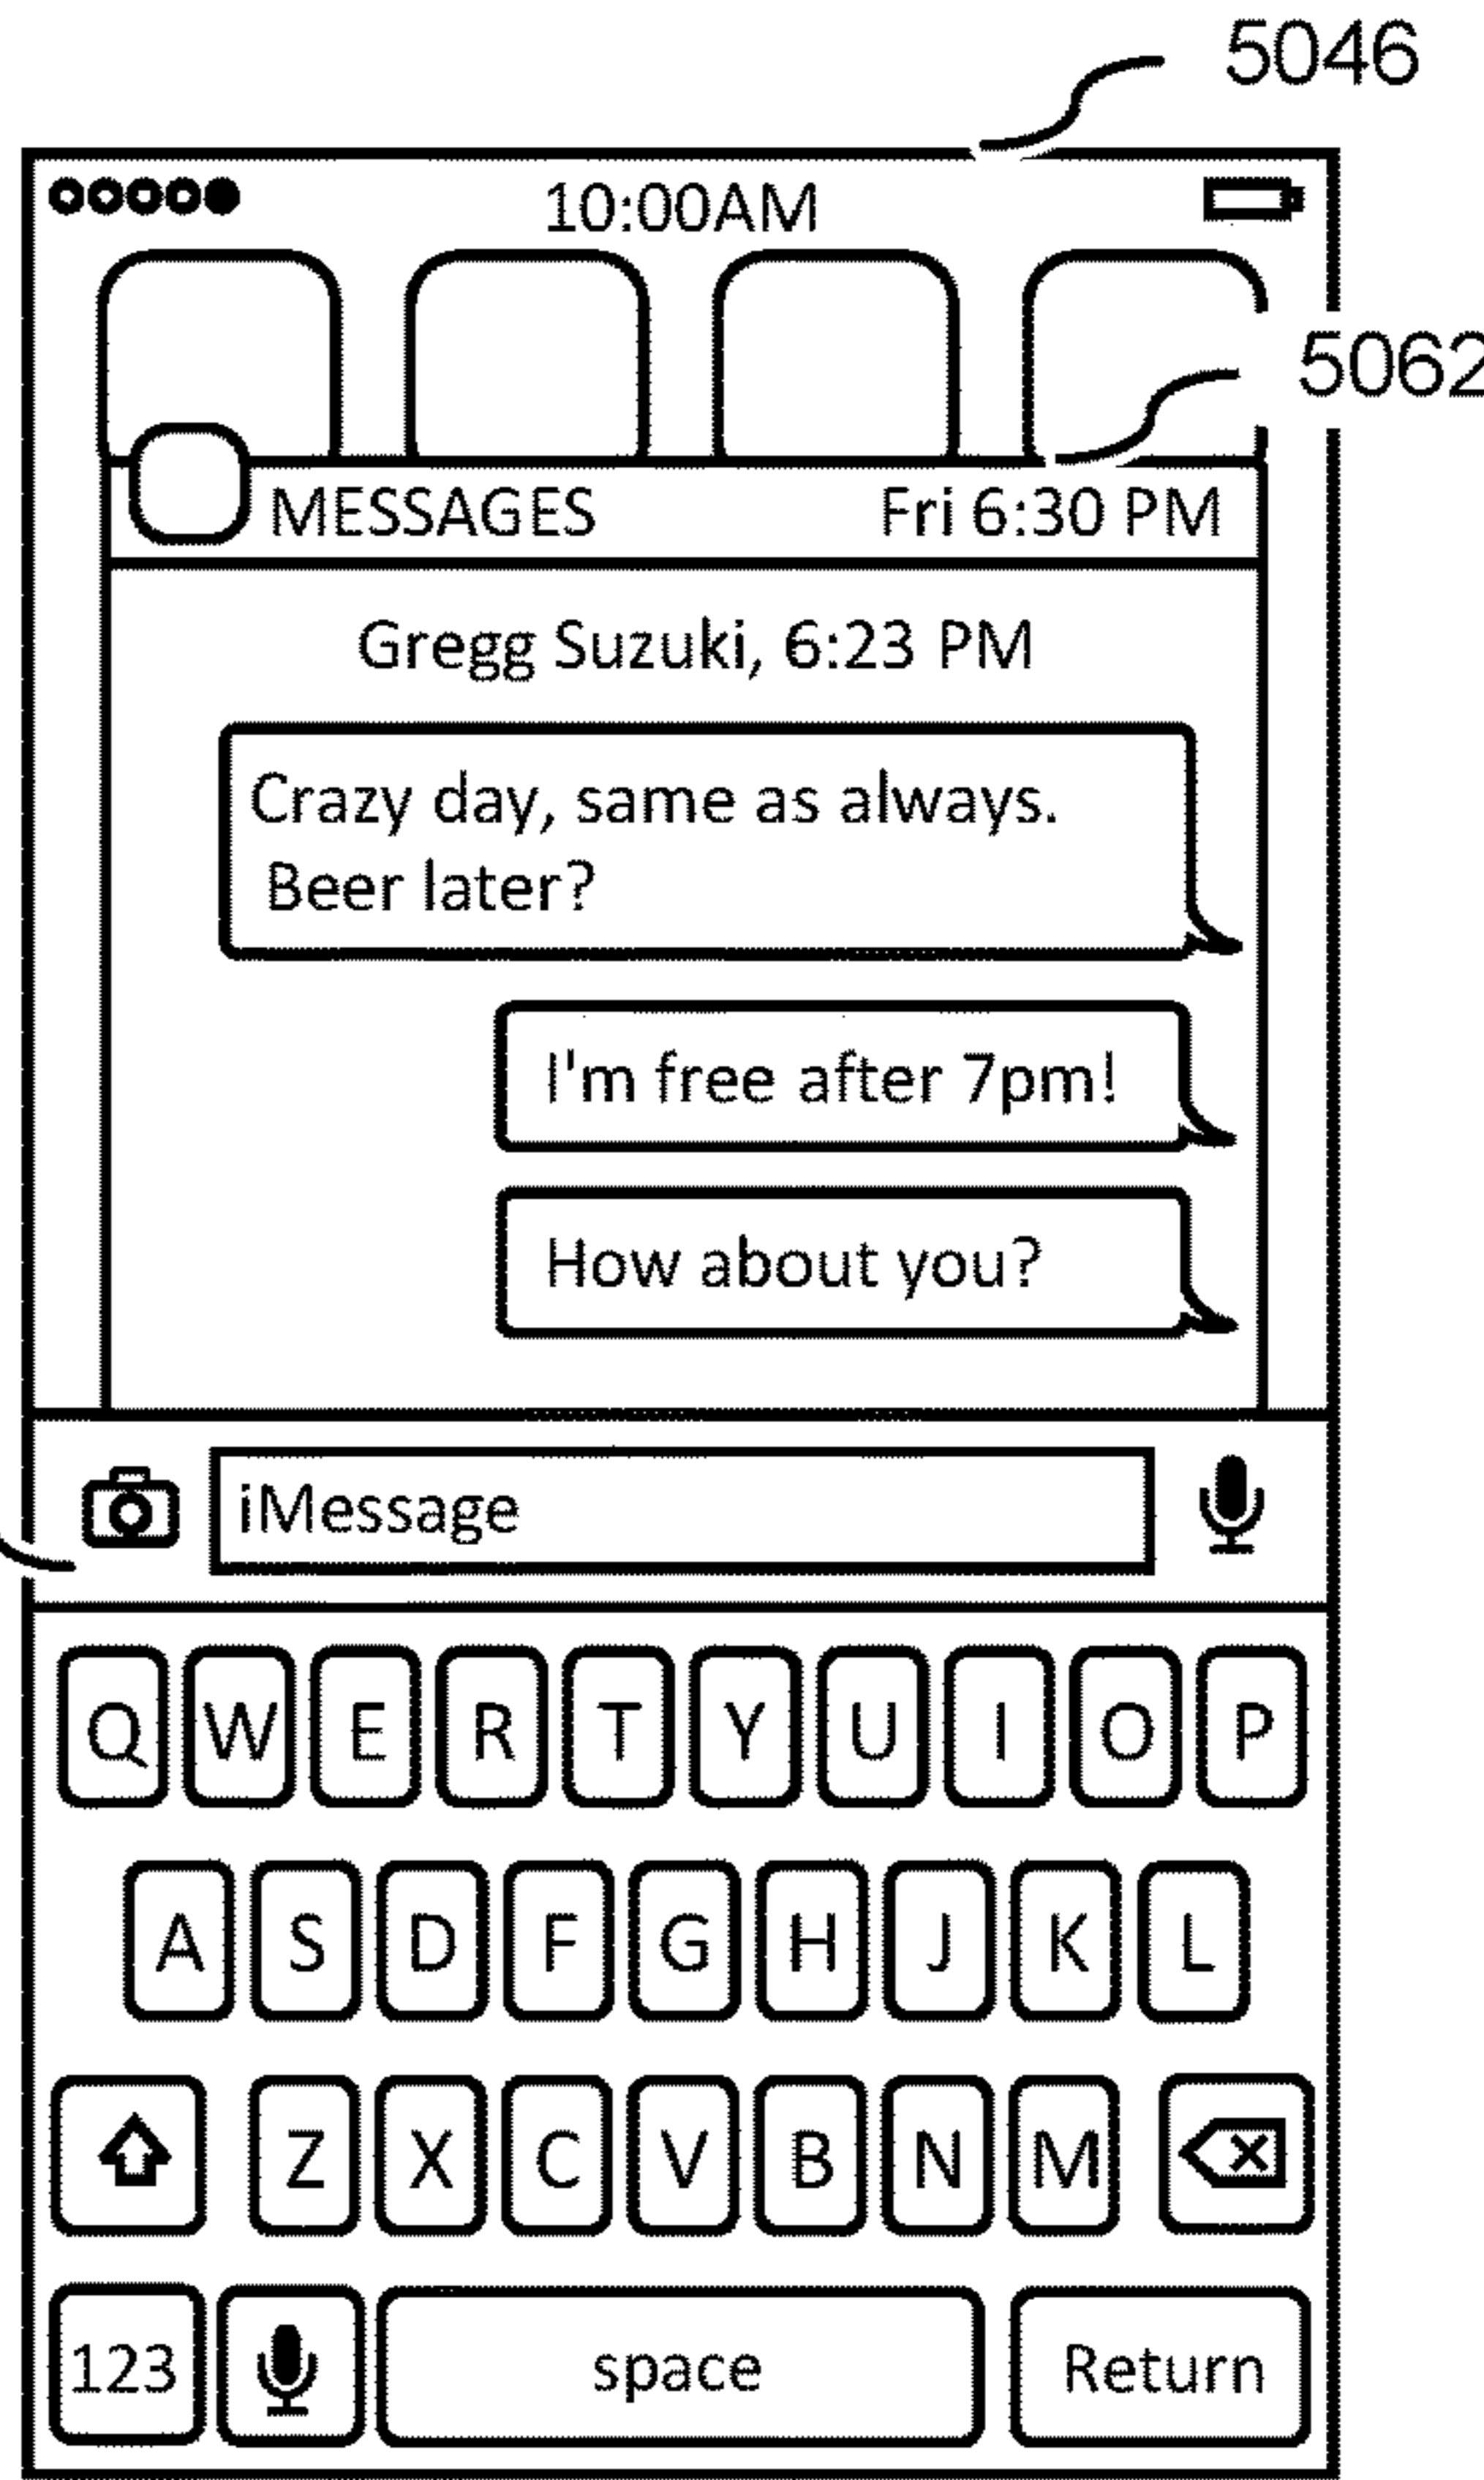 5046
10:00AM
5062
MESSAGES Fri 6:30 PM
Gregg Suzuki, 6:23 PM
Crazy day, same as always.
Beer later?
I'm free after 7pm!
How about you?
iMessage
Q W E R T Y U I O P
A S D F G H J K L
Z X C V B N M
123 space Return